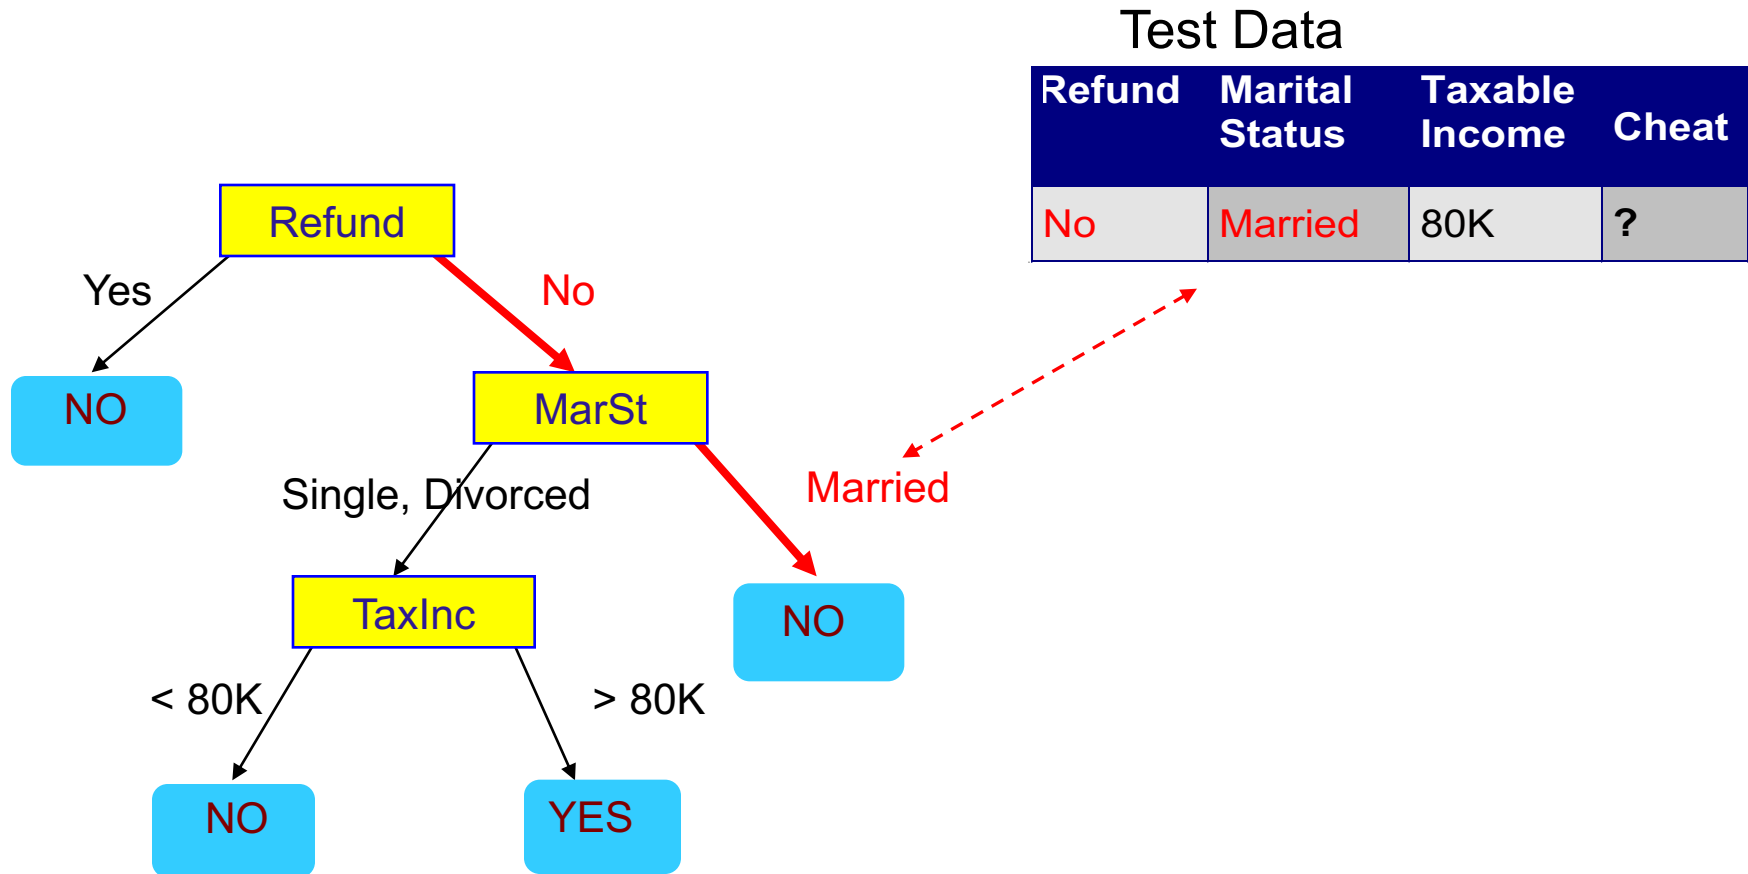 Test Data
Refund Marital Status Taxable Income Cheat
No Married 80K ?
Refund
Yes No
NO MarSt
Single, Divorced Married
TaxInc NO
< 80K > 80K
NO YES